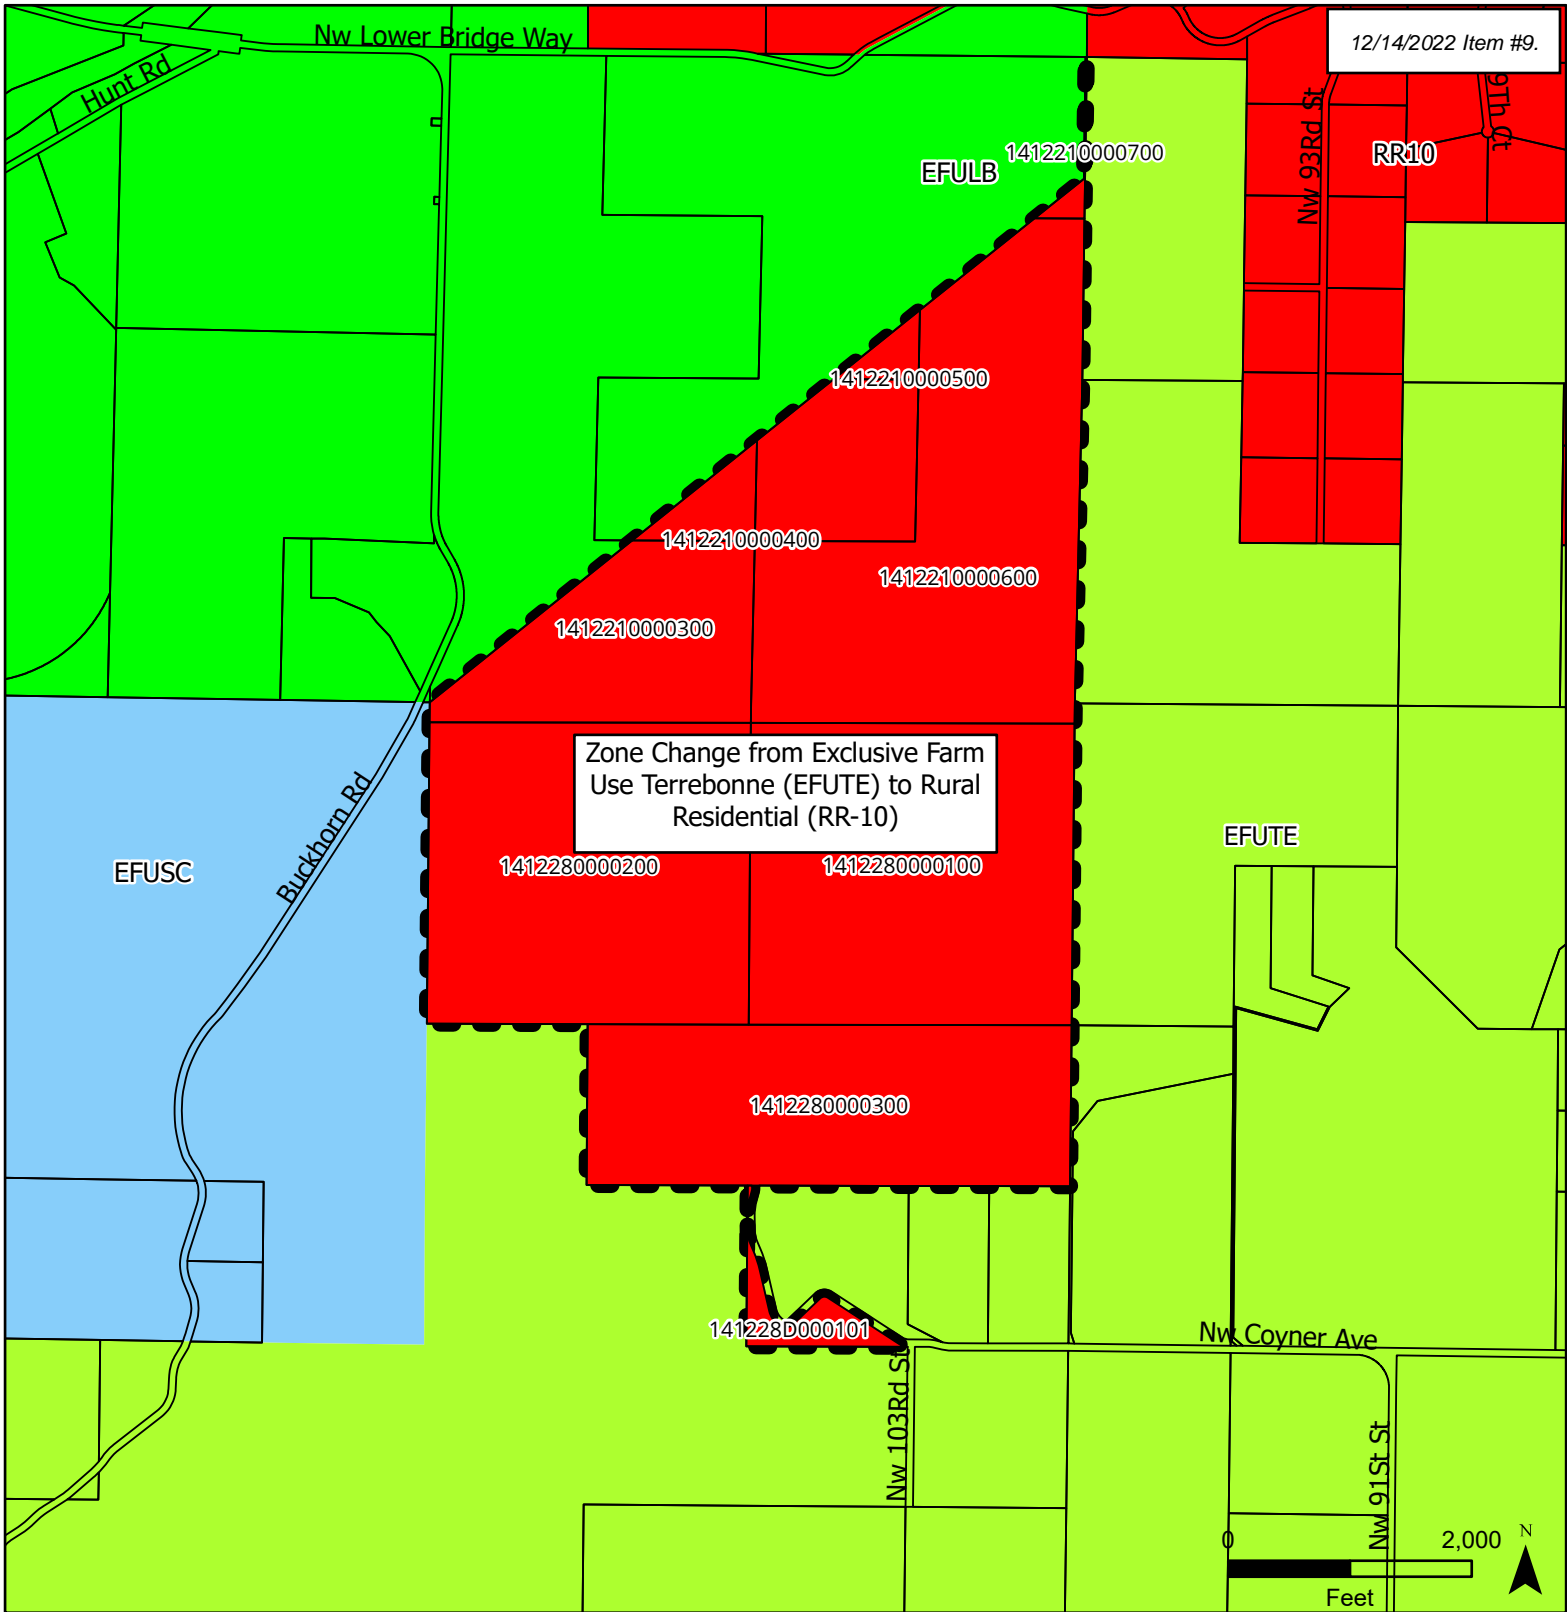 Nw Lower Bridge Way
12/14/2022 Item #9.
Hunt Rd
Nw 93Rd St
9Th Ct
1412210000700
RR10
EFULB
1412210000500
1412210000400
1412210000600
1412210000300
Zone Change from Exclusive Farm
Use Terrebonne (EFUTE) to Rural
Residential (RR-10)
Buckhorn Rd
EFUTE
EFUSC
1412280000200
1412280000100
1412280000300
141228D000101
Nw Coyner Ave
Nw 103Rd St
Nw 91St St
0
2,000
N
Feet